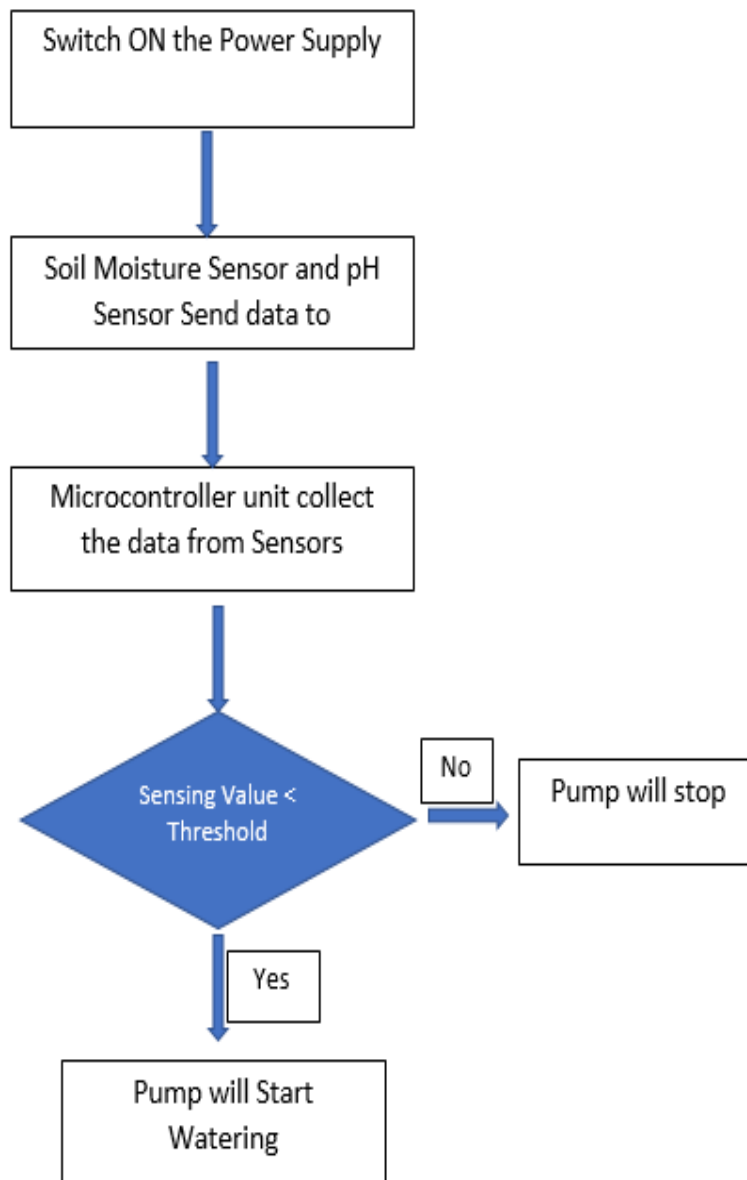 Switch ON the Power Supply
Soil Moisture Sensor and pH
Sensor Send data to
Microcontroller unit collect
the data from Sensors
Sensing Value <
Threshold
No
Pump will stop
Yes
Pump will Start
Watering